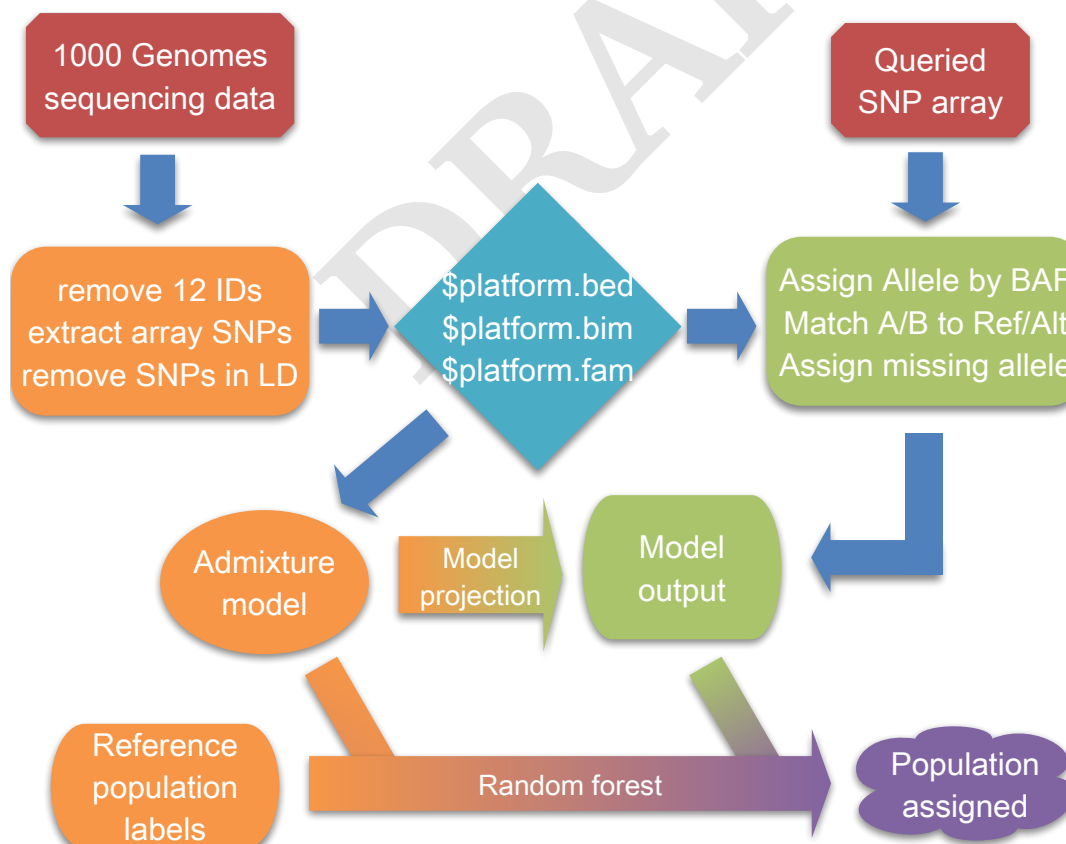 1000 Genomes
sequencing data
Queried
SNP array
remove 12 IDs
extract array SNPs
remove SNPs in LD
$platform.bed
$platform.bim
$platform.fam
Assign Allele by BAF
Match A/B to Ref/Alt
Assign missing allele
Admixture
model
Model
projection
Model
output
Reference
population
labels
Random forest
Population
assigned